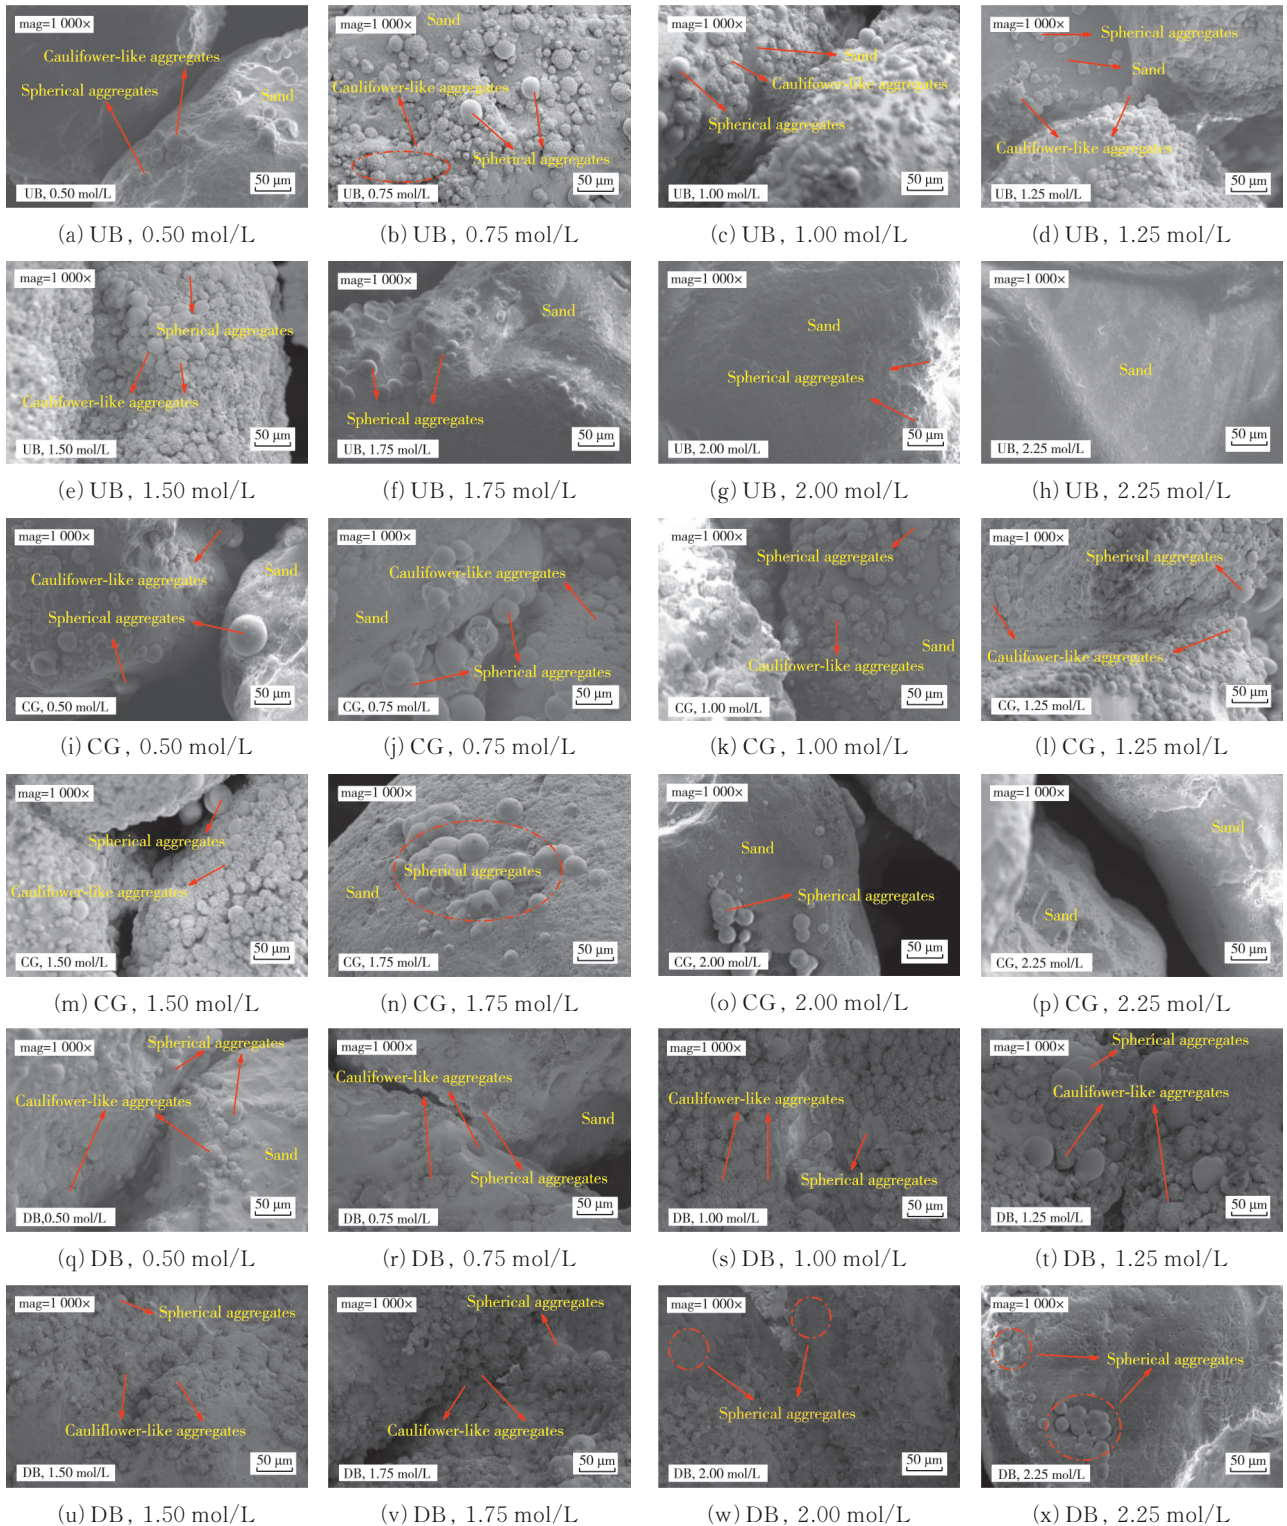 mag=1 000×
Caulifower-like aggregates
Spherical aggregates
Sand
50 μm
UB, 0.50 mol/L
mag=1 000×
Sand
Caulifower-like aggregates
Spherical aggregates
50 μm
UB, 0.75 mol/L
mag=1 000×
Sand
Caulifower-like aggregates
Spherical aggregates
50 μm
UB, 1.00 mol/L
mag=1 000×
Spherical aggregates
Sand
Caulifower-like aggregates
50 μm
UB, 1.25 mol/L
(a) UB, 0.50 mol/L
(b) UB, 0.75 mol/L
(c) UB, 1.00 mol/L
(d) UB, 1.25 mol/L
mag=1 000×
Spherical aggregates
Caulifower-like aggregates
50 μm
UB, 1.50 mol/L
mag=1 000×
Sand
Spherical aggregates
50 μm
UB, 1.75 mol/L
mag=1 000×
Sand
Spherical aggregates
50 μm
UB, 2.00 mol/L
mag=1 000×
Sand
50 μm
UB, 2.25 mol/L
(e) UB, 1.50 mol/L
(f) UB, 1.75 mol/L
(g) UB, 2.00 mol/L
(h) UB, 2.25 mol/L
mag=1 000×
Caulifower-like aggregates
Sand
Spherical aggregates
50 μm
CG, 0.50 mol/L
mag=1 000×
Caulifower-like aggregates
Sand
Spherical aggregates
50 μm
CG, 0.75 mol/L
mag=1 000×
Spherical aggregates
Sand
Caulifower-like aggregates
50 μm
CG, 1.00 mol/L
mag=1 000×
Spherical aggregates
Caulifower-like aggregates
50 μm
CG, 1.25 mol/L
(i) CG, 0.50 mol/L
(j) CG, 0.75 mol/L
(k) CG, 1.00 mol/L
(l) CG, 1.25 mol/L
mag=1 000×
Spherical aggregates
Caulifower-like aggregates
50 μm
CG, 1.50 mol/L
mag=1 000×
Spherical aggregates
Sand
50 μm
CG, 1.75 mol/L
mag=1 000×
Sand
Spherical aggregates
50 μm
CG, 2.00 mol/L
mag=1 000×
Sand
Sand
50 μm
CG, 2.25 mol/L
(m) CG, 1.50 mol/L
(n) CG, 1.75 mol/L
(o) CG, 2.00 mol/L
(p) CG, 2.25 mol/L
mag=1 000×
Spherical aggregates
Caulifower-like aggregates
Sand
50 μm
DB,0.50 mol/L
mag=1 000×
Caulifower-like aggregates
Sand
Spherical aggregates
50 μm
DB, 0.75 mol/L
mag=1 000×
Caulifower-like aggregates
Spherical aggregates
50 μm
DB, 1.00 mol/L
mag=1 000×
Spherical aggregates
Caulifower-like aggregates
50 μm
DB, 1.25 mol/L
(q) DB, 0.50 mol/L
(r) DB, 0.75 mol/L
(s) DB, 1.00 mol/L
(t) DB, 1.25 mol/L
mag=1 000×
Spherical aggregates
Cauliflower-like aggregates
50 μm
DB, 1.50 mol/L
mag=1 000×
Spherical aggregates
Caulifower-like aggregates
50 μm
DB, 1.75 mol/L
mag=1 000×
Spherical aggregates
50 μm
DB, 2.00 mol/L
mag=1 000×
Spherical aggregates
50 μm
DB, 2.25 mol/L
(u) DB, 1.50 mol/L
(v) DB, 1.75 mol/L
(w) DB, 2.00 mol/L
(x) DB, 2.25 mol/L